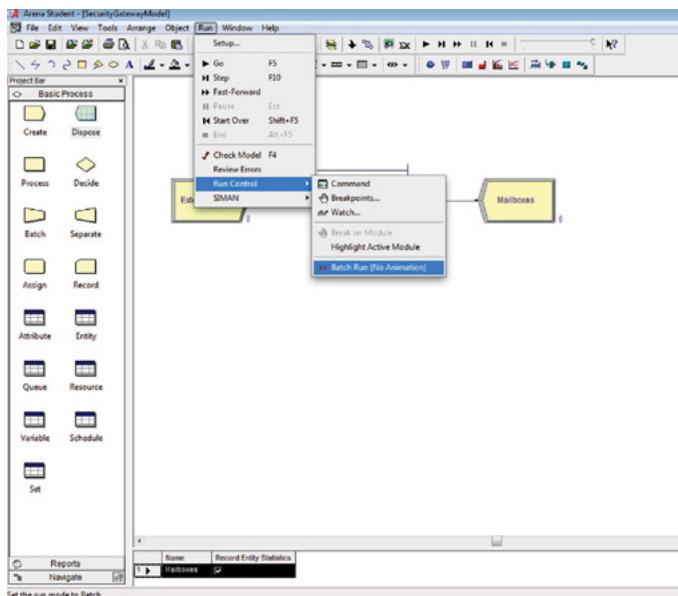 Arena Student - [SecurityGatewayModel]
File Edit View Tools Arrange Object Run Window Help
Setup...
Go F5
Step F10
Fast-Forward
Pause Esc
Start Over Shift+F5
End Alt+F5
Check Model F4
Review Errors
Run Control
SIMAN
Command
Breakpoints...
Watch...
Break on Module
Highlight Active Module
Batch Run (No Animation)
Project Bar ×
Basic Process
Create Dispose
Process Decide
Batch Separate
Assign Record
Attribute Entity
Queue Resource
Variable Schedule
Set
Reports
Navigate
Mailboxes
0
0
Name Record Entity Statistics
1 Mailboxes
Set the run mode to Batch